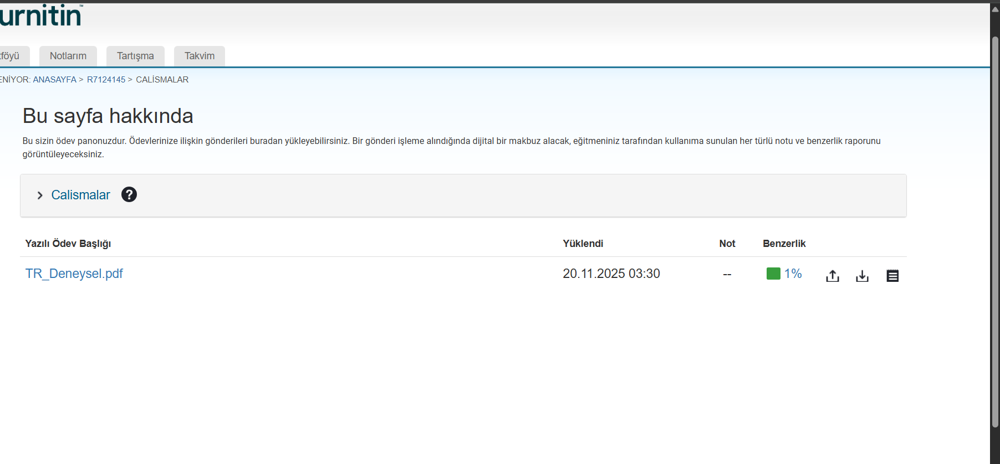 urnitin™
föyü
Notlarım
Tartışma
Takvim
ENİYOR: ANASAYFA > R7124145 > CALİSMALAR
Bu sayfa hakkında
Bu sizin ödev panonuzdur. Ödevlerinize ilişkin gönderileri buradan yükleyebilirsiniz. Bir gönderi işleme alındığında dijital bir makbuz alacak, eğitmeniniz tarafından kullanıma sunulan her türlü notu ve benzerlik raporunu
görüntüleyeceksiniz.
Calismalar ?
Yazılı Ödev Başlığı Yüklendi Not Benzerlik
TR_Deneysel.pdf 20.11.2025 03:30 -- 1%